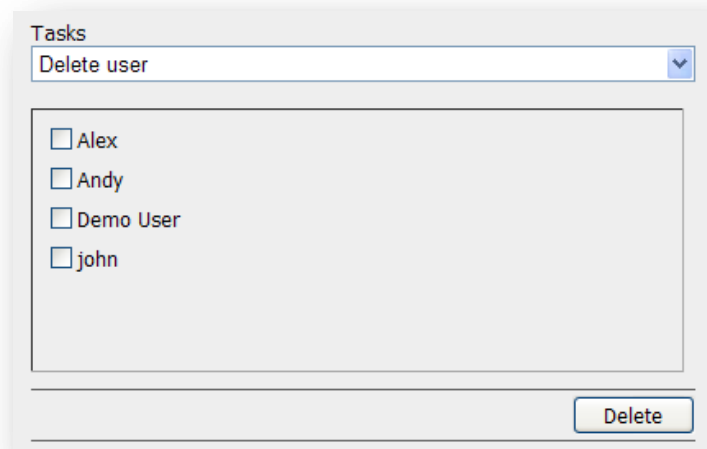 Tasks
Delete user
Alex
Andy
Demo User
john
Delete